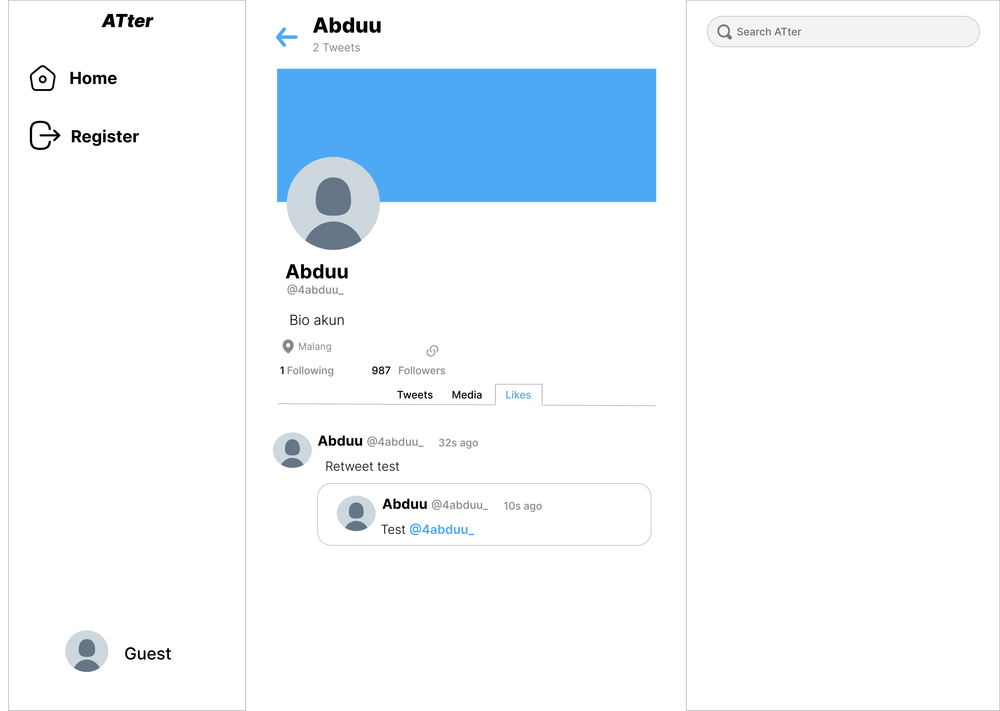 ATter
Home
Register
Guest
Abduu
2 Tweets
Abduu
@4abduu_
Bio akun
Malang
1 Following 987 Followers
Tweets Media Likes
Abduu @4abduu_ 32s ago
Retweet test
Abduu @4abduu_ 10s ago
Test @4abduu_
Search ATter